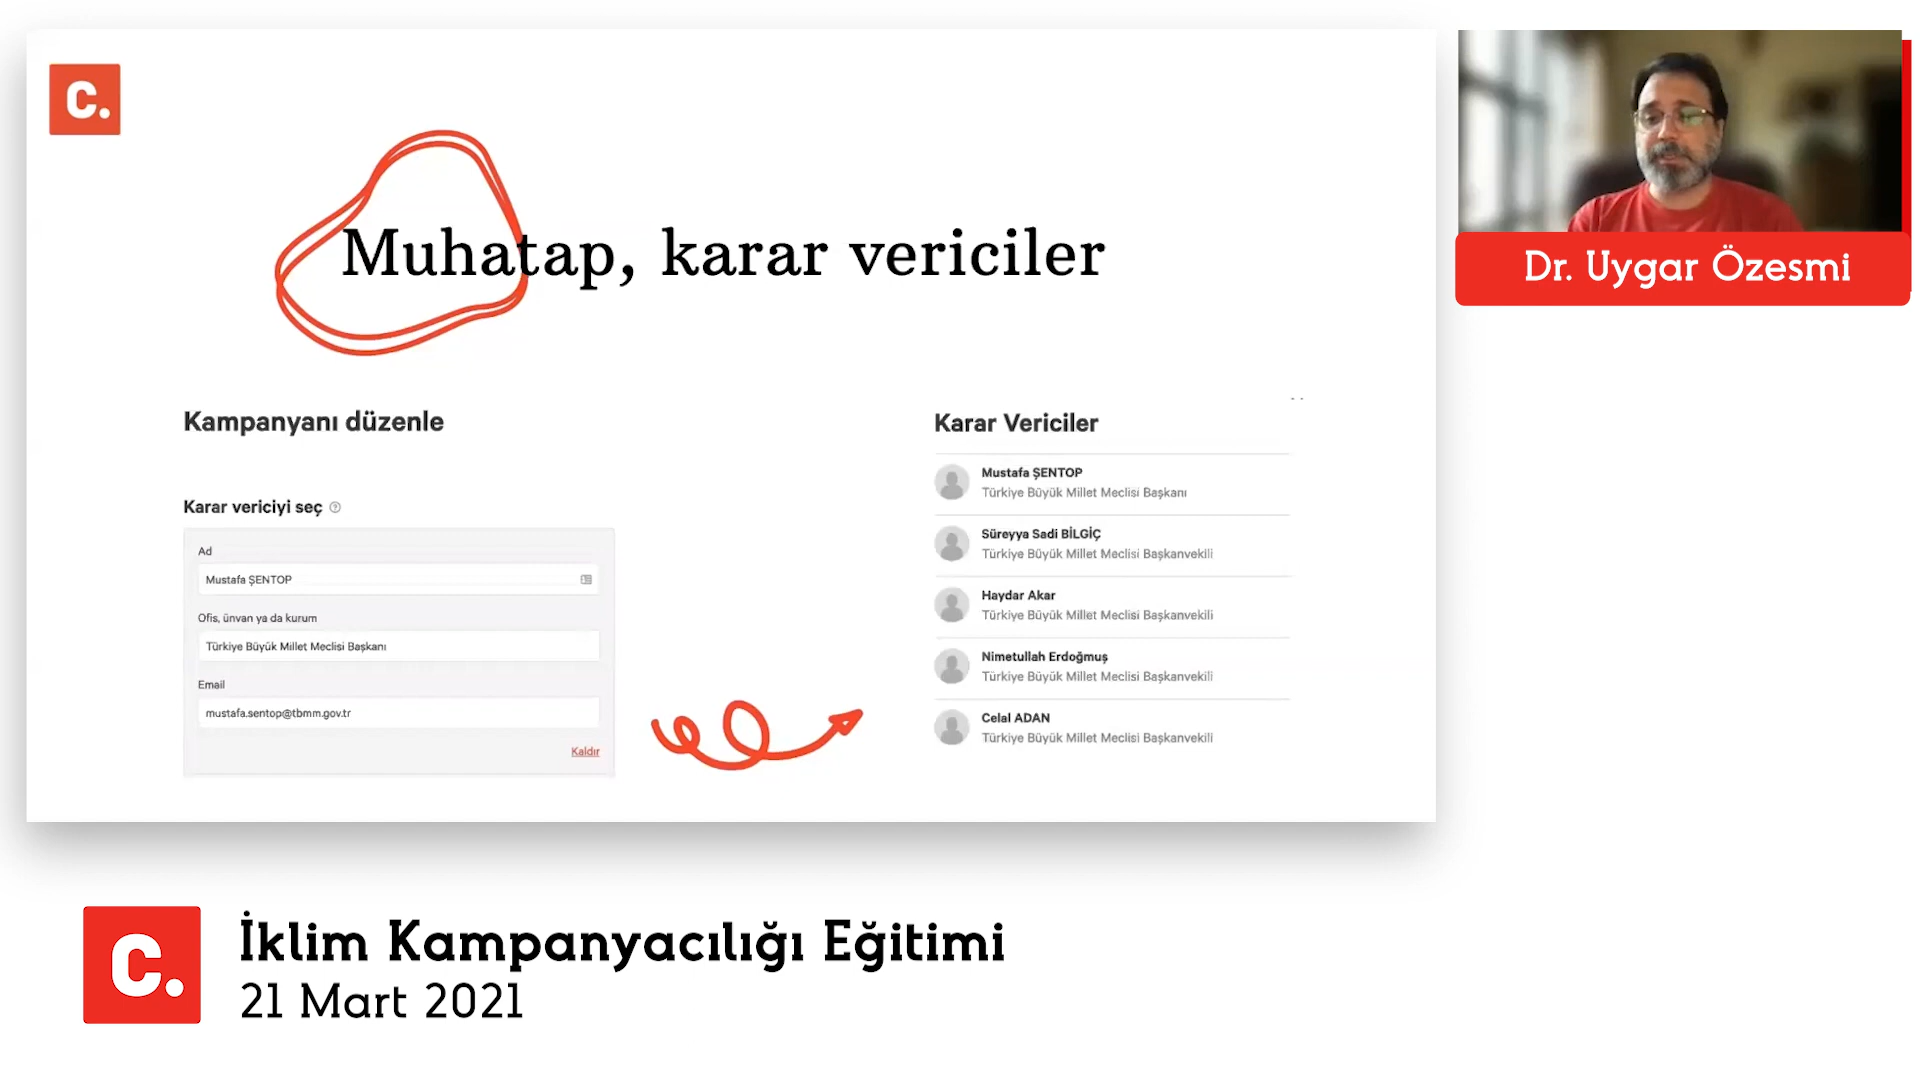 C.
Muhatap, karar vericiler
Kampanyanı düzenle
Karar vericiyi seç
Ad
Mustafa ŞENTOP
Ofis, ünvan ya da kurum
Türkiye Büyük Millet Meclisi Başkanı
Email
mustafa.sentop@tbmm.gov.tr
Kaldır
Karar Vericiler
Mustafa ŞENTOP
Türkiye Büyük Millet Meclisi Başkanı
Süreyya Sadi BİLGİÇ
Türkiye Büyük Millet Meclisi Başkanvekili
Haydar Akar
Türkiye Büyük Millet Meclisi Başkanvekili
Nimetullah Erdoğmuş
Türkiye Büyük Millet Meclisi Başkanvekili
Celal ADAN
Türkiye Büyük Millet Meclisi Başkanvekili
Dr. Uygar Özesmi
C.
İklim Kampanyacılığı Eğitimi
21 Mart 2021